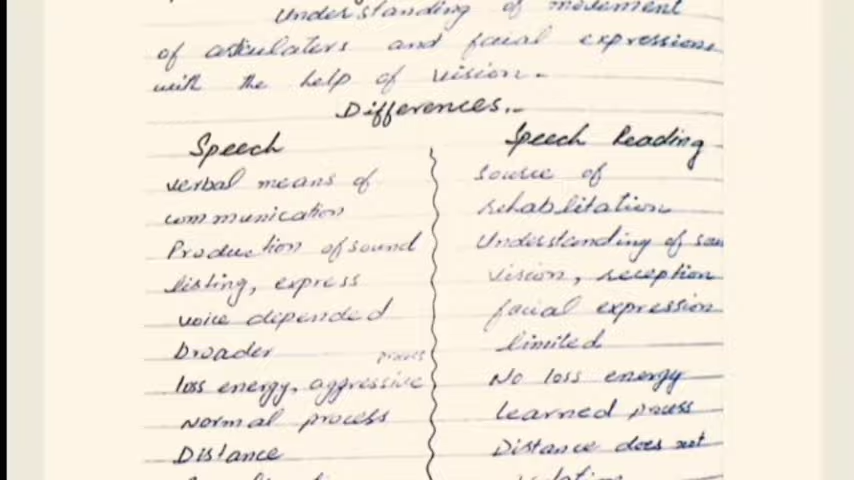 Understanding of movement
of articulaters and facial expressions
with the help of vision.
Differences..
Speech
verbal means of
communication
Production of sound
listing, express
voice depended
broader process
loss energy, aggressive
Normal process
Distance
Speech Reading
source of
rehablitation
Understanding of
vision, reception
facial expression
limited
No loss energy
learned process
Distance does not